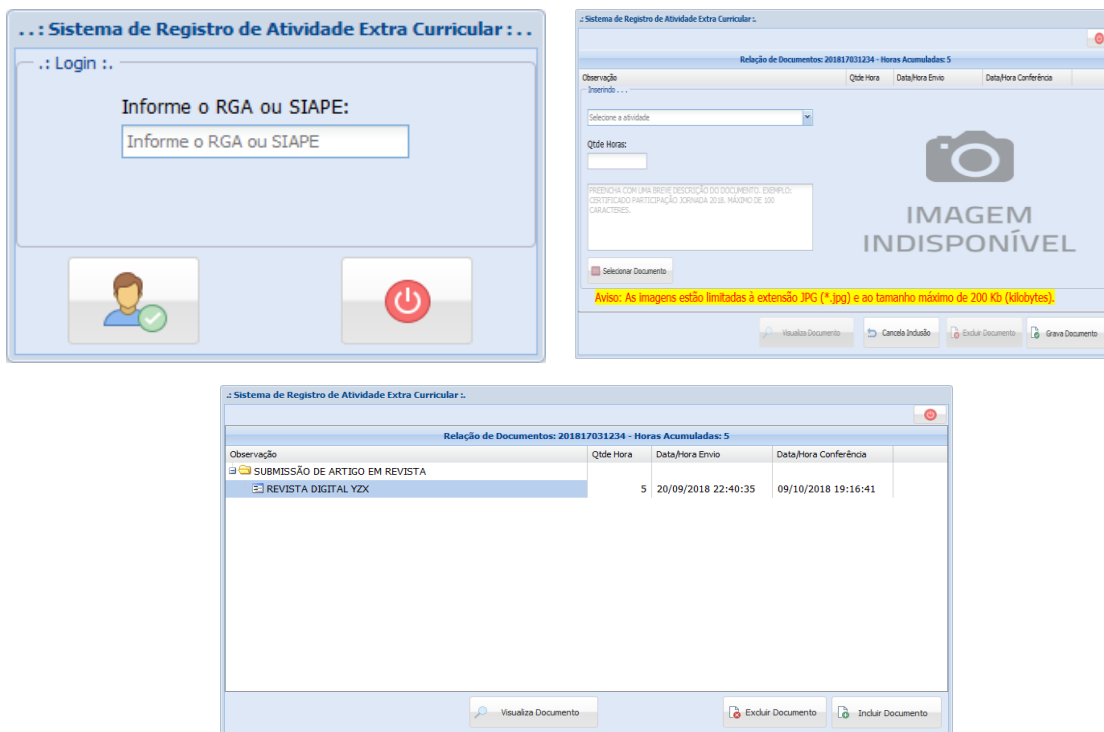 ..: Sistema de Registro de Atividade Extra Curricular :..
.: Login :.
Informe o RGA ou SIAPE:
Informe o RGA ou SIAPE
.: Sistema de Registro de Atividade Extra Curricular :.
Relação de Documentos: 201817031234 - Horas Acumuladas: 5
Observação Qtde Hora Data/Hora Envio Data/Hora Conferência
Inserindo . . .
Selecione a atividade
Qtde Horas:
PREENCHA COM UMA BREVE DESCRIÇÃO DO DOCUMENTO. EXEMPLO:
CERTIFICADO PARTICIPAÇÃO JORNADA 2018. MÁXIMO DE 100
CARACTERES.
IMAGEM
INDISPONÍVEL
Selecionar Documento
Aviso: As imagens estão limitadas à extensão JPG (*.jpg) e ao tamanho máximo de 200 Kb (kilobytes).
Visualiza Documento Cancela Inclusão Excluir Documento Grava Documento
.: Sistema de Registro de Atividade Extra Curricular :.
Relação de Documentos: 201817031234 - Horas Acumuladas: 5
Observação Qtde Hora Data/Hora Envio Data/Hora Conferência
SUBMISSÃO DE ARTIGO EM REVISTA
REVISTA DIGITAL YZX 5 20/09/2018 22:40:35 09/10/2018 19:16:41
Visualiza Documento Excluir Documento Incluir Documento